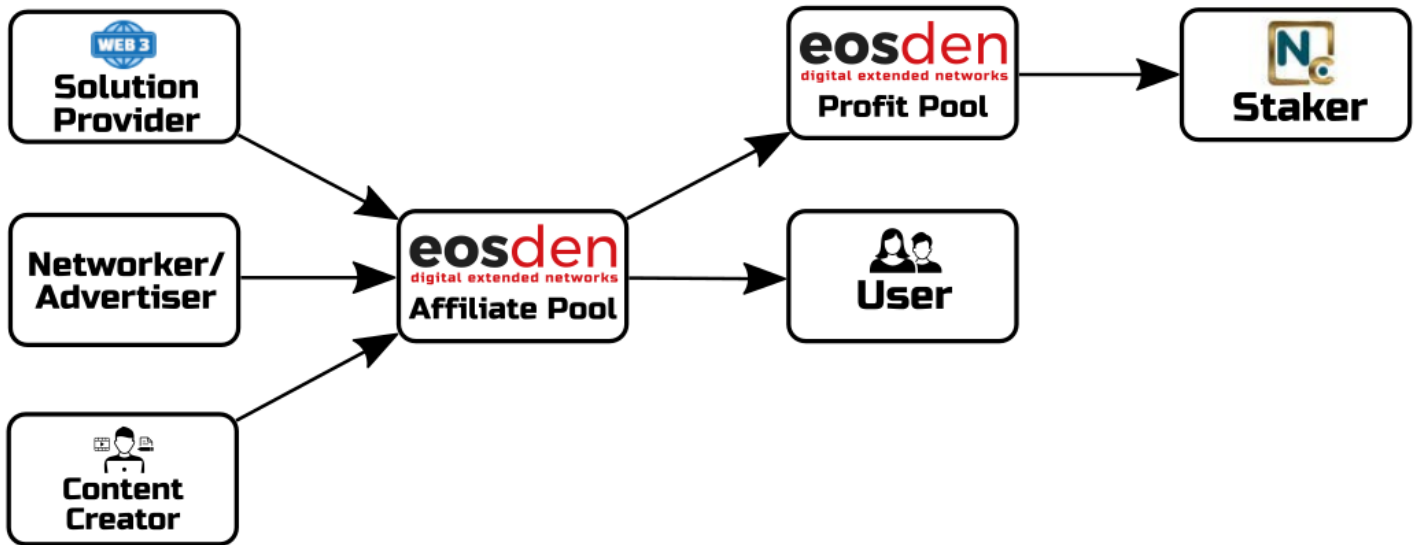 WEB 3
Solution
Provider
Networker/
Advertiser
Content
Creator
eosden
digital extended networks
Affiliate Pool
eosden
digital extended networks
Profit Pool
User
NC
Staker